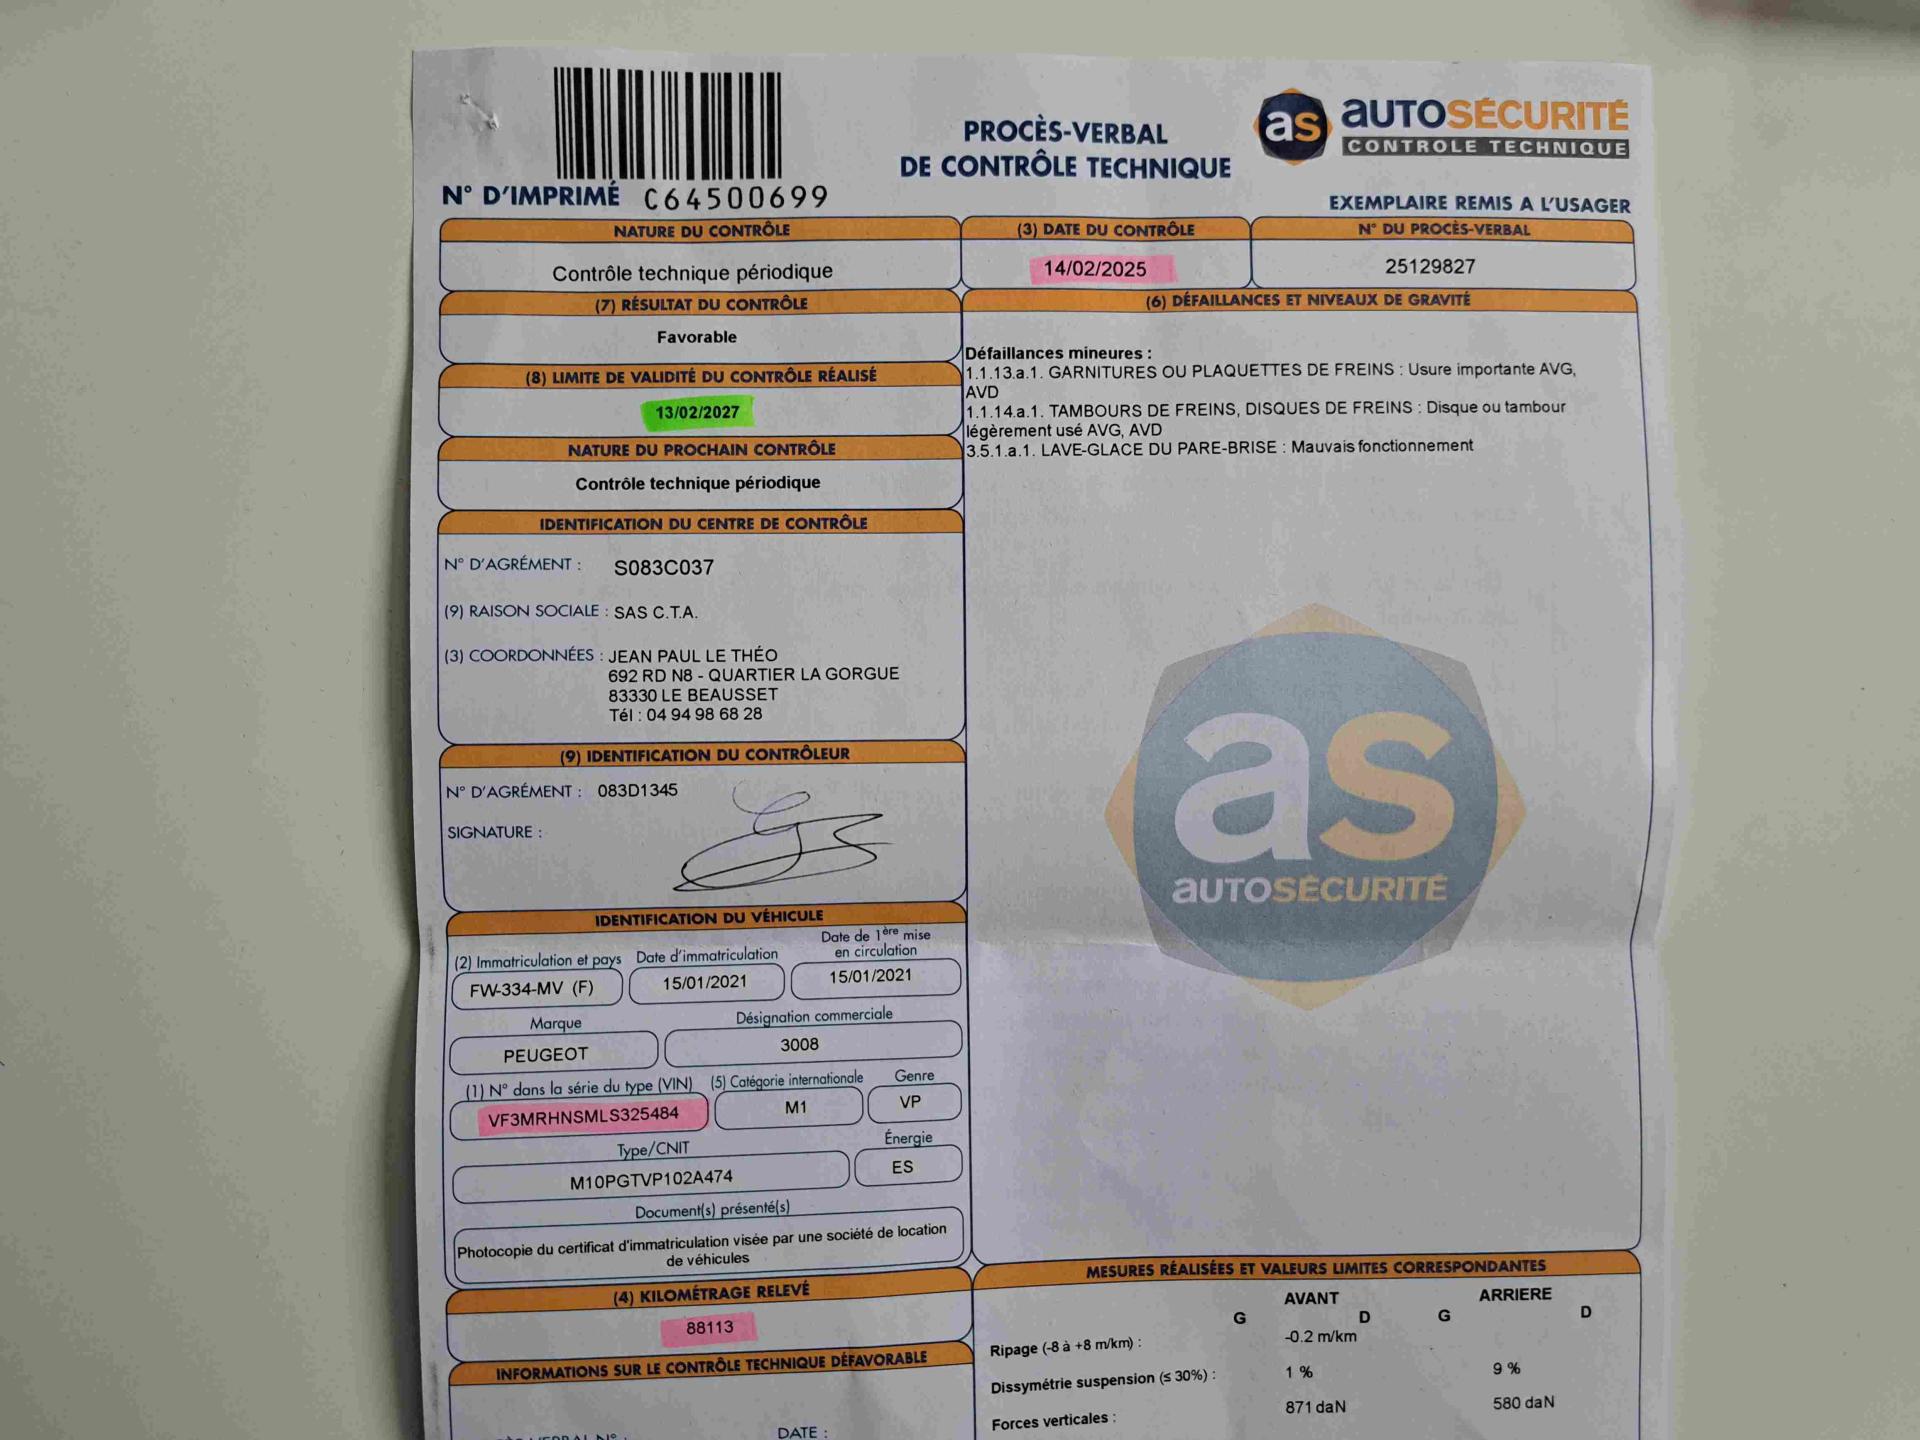 PROCÈS-VERBAL
DE CONTRÔLE TECHNIQUE
as AUTOSÉCURITÉ
CONTROLE TECHNIQUE
N° D'IMPRIMÉ C64500699
EXEMPLAIRE REMIS A L'USAGER
NATURE DU CONTRÔLE
Contrôle technique périodique
(3) DATE DU CONTRÔLE
14/02/2025
N° DU PROCÈS-VERBAL
25129827
(7) RÉSULTAT DU CONTRÔLE
Favorable
(8) LIMITE DE VALIDITÉ DU CONTRÔLE RÉALISÉ
13/02/2027
NATURE DU PROCHAIN CONTRÔLE
Contrôle technique périodique
IDENTIFICATION DU CENTRE DE CONTRÔLE
N° D'AGRÉMENT : S083C037
(9) RAISON SOCIALE : SAS C.T.A.
(3) COORDONNÉES : JEAN PAUL LE THÉO
692 RD N8 - QUARTIER LA GORGUE
83330 LE BEAUSSET
Tél : 04 94 98 68 28
(9) IDENTIFICATION DU CONTRÔLEUR
N° D'AGRÉMENT : 083D1345
SIGNATURE :
IDENTIFICATION DU VÉHICULE
(2) Immatriculation et pays
FW-334-MV (F)
Date d'immatriculation
15/01/2021
Date de 1ère mise
en circulation
15/01/2021
Marque
PEUGEOT
Désignation commerciale
3008
(1) N° dans la série du type (VIN)
VF3MRHNSMLS325484
(5) Catégorie internationale
M1
Genre
VP
Type/CNIT
M10PGTVP102A474
Énergie
ES
Document(s) présenté(s)
Photocopie du certificat d'immatriculation visée par une société de location
de véhicules
(4) KILOMÉTRAGE RELEVÉ
88113
INFORMATIONS SUR LE CONTRÔLE TECHNIQUE DÉFAVORABLE
DATE :
(6) DÉFAILLANCES ET NIVEAUX DE GRAVITÉ
Défaillances mineures :
1.1.13.a.1. GARNITURES OU PLAQUETTES DE FREINS : Usure importante AVG,
AVD
1.1.14.a.1. TAMBOURS DE FREINS, DISQUES DE FREINS : Disque ou tambour
légèrement usé AVG, AVD
3.5.1.a.1. LAVE-GLACE DU PARE-BRISE : Mauvais fonctionnement
as
AUTOSÉCURITÉ
MESURES RÉALISÉES ET VALEURS LIMITES CORRESPONDANTES
AVANT ARRIERE
G D G D
Ripage (-8 à +8 m/km) : -0.2 m/km
Dissymétrie suspension (≤ 30%) : 1 % 9 %
Forces verticales : 871 daN 580 daN